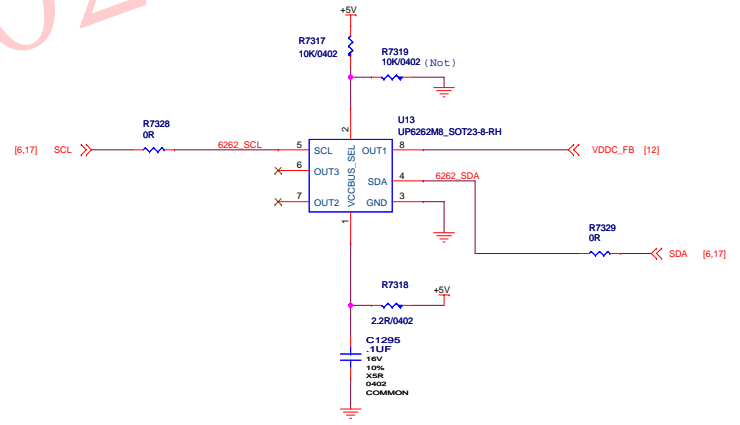 +5V
R7317
10K/0402
R7319
10K/0402 (Not)
U13
UP6262M8_SOT23-8-RH
R7328
0R
[6,17] SCL
6262_SCL
2
5 SCL
VCCBUS_SEL
OUT1 8
VDDC_FB [12]
6 OUT3
SDA 4
6262_SDA
7 OUT2
GND 3
1
R7329
0R
SDA [6,17]
R7318
+5V
2.2R/0402
C1295
.1UF
16V
10%
X5R
0402
COMMON